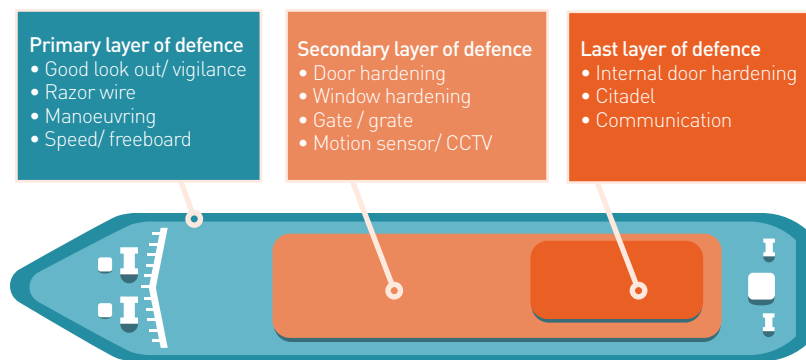 Primary layer of defence
• Good look out/ vigilance
• Razor wire
• Manoeuvring
• Speed/ freeboard
Secondary layer of defence
• Door hardening
• Window hardening
• Gate / grate
• Motion sensor/ CCTV
Last layer of defence
• Internal door hardening
• Citadel
• Communication